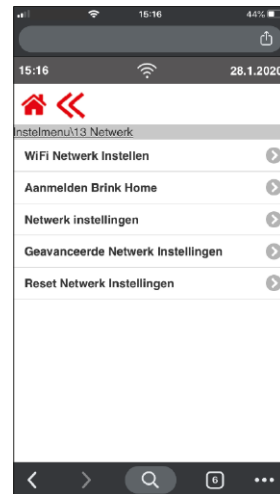 15:16
44%
15:16
28.1.2020
Instelmenu\13 Netwerk
WiFi Netwerk Instellen
Aanmelden Brink Home
Netwerk instellingen
Geavanceerde Netwerk Instellingen
Reset Netwerk Instellingen
6